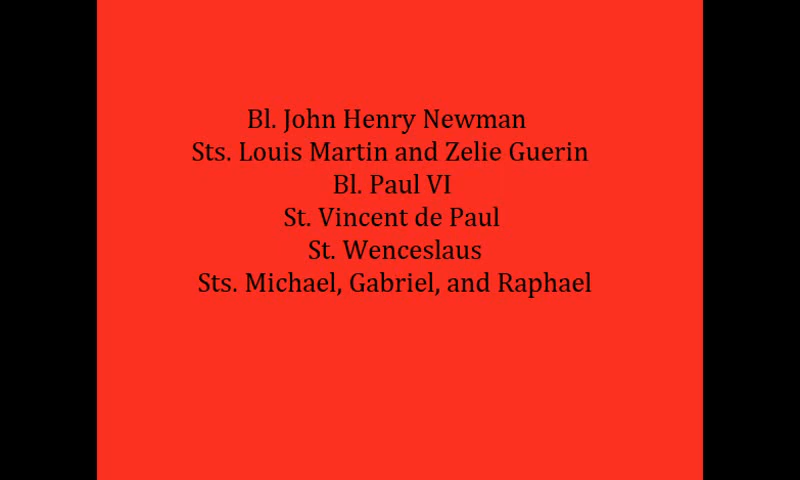 Bl. John Henry Newman
Sts. Louis Martin and Zelie Guerin
Bl. Paul VI
St. Vincent de Paul
St. Wenceslaus
Sts. Michael, Gabriel, and Raphael